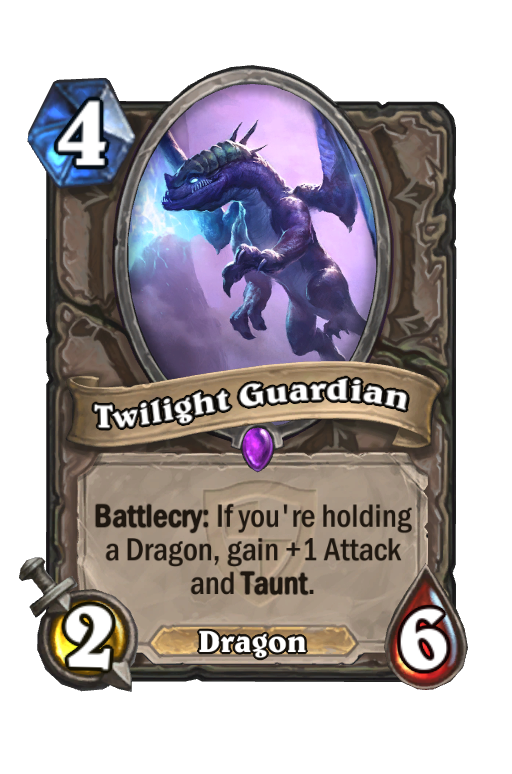 4
Twilight Guardian
Battlecry: If you're holding
a Dragon, gain +1 Attack
and Taunt.
2
Dragon
6